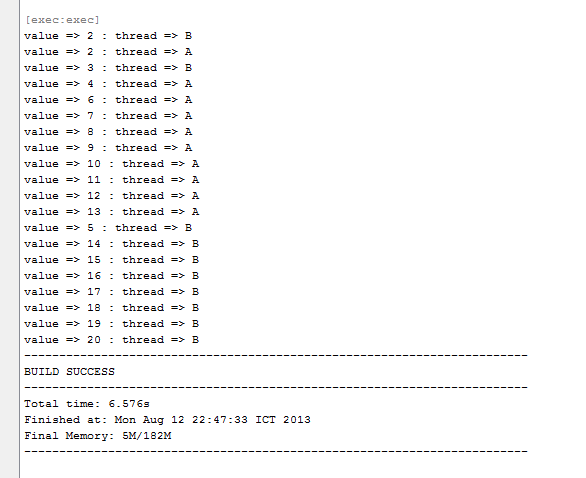 [exec:exec]
value => 2 : thread => B
value => 2 : thread => A
value => 3 : thread => B
value => 4 : thread => A
value => 6 : thread => A
value => 7 : thread => A
value => 8 : thread => A
value => 9 : thread => A
value => 10 : thread => A
value => 11 : thread => A
value => 12 : thread => A
value => 13 : thread => A
value => 5 : thread => B
value => 14 : thread => B
value => 15 : thread => B
value => 16 : thread => B
value => 17 : thread => B
value => 18 : thread => B
value => 19 : thread => B
value => 20 : thread => B
------------------------------------------------------------------------
BUILD SUCCESS
------------------------------------------------------------------------
Total time: 6.576s
Finished at: Mon Aug 12 22:47:33 ICT 2013
Final Memory: 5M/182M
------------------------------------------------------------------------